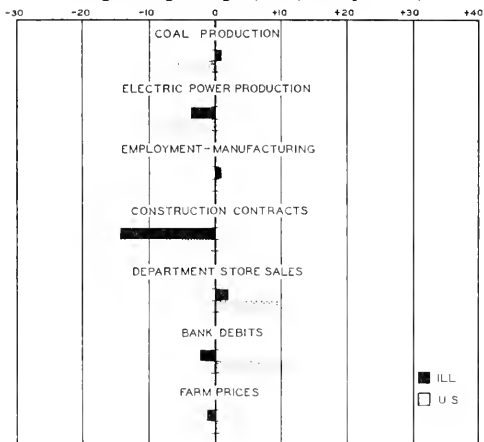 -30 -20 -10 0 +10 +20 +30 +40
COAL PRODUCTION
ELECTRIC POWER PRODUCTION
EMPLOYMENT-MANUFACTURING
CONSTRUCTION CONTRACTS
DEPARTMENT STORE SALES
BANK DEBITS
ILL
FARM PRICES
U S